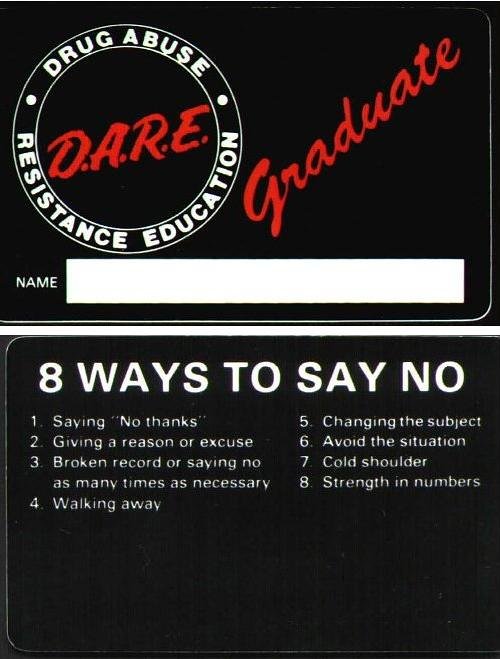 DRUG ABUSE
D.A.R.E.
RESISTANCE EDUCATION
Graduate
NAME
8 WAYS TO SAY NO
1. Saying "No thanks"
2. Giving a reason or excuse
3. Broken record or saying no
as many times as necessary
4. Walking away
5. Changing the subject
6. Avoid the situation
7. Cold shoulder
8. Strength in numbers